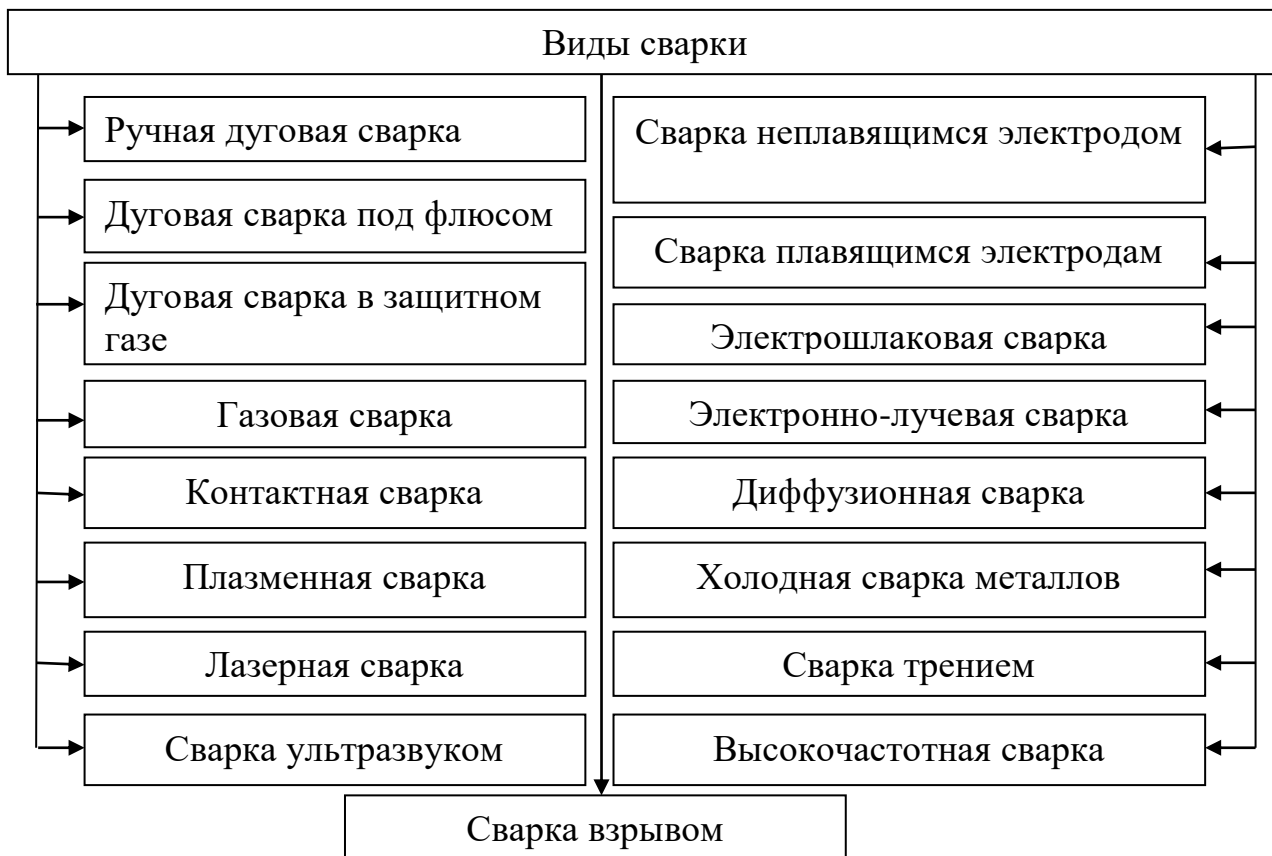 Виды сварки
Ручная дуговая сварка
Дуговая сварка под флюсом
Дуговая сварка в защитном
газе
Газовая сварка
Контактная сварка
Плазменная сварка
Лазерная сварка
Сварка ультразвуком
Сварка неплавящимся электродом
Сварка плавящимся электродам
Электрошлаковая сварка
Электронно-лучевая сварка
Диффузионная сварка
Холодная сварка металлов
Сварка трением
Высокочастотная сварка
Сварка взрывом